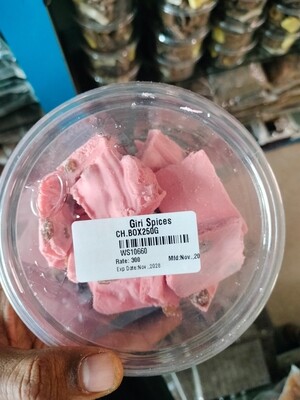 Giri Spices
CH.BOX250G
WS10660
Rate: 300 Mfd:Nov.,20
Exp Date:Nov.,2020